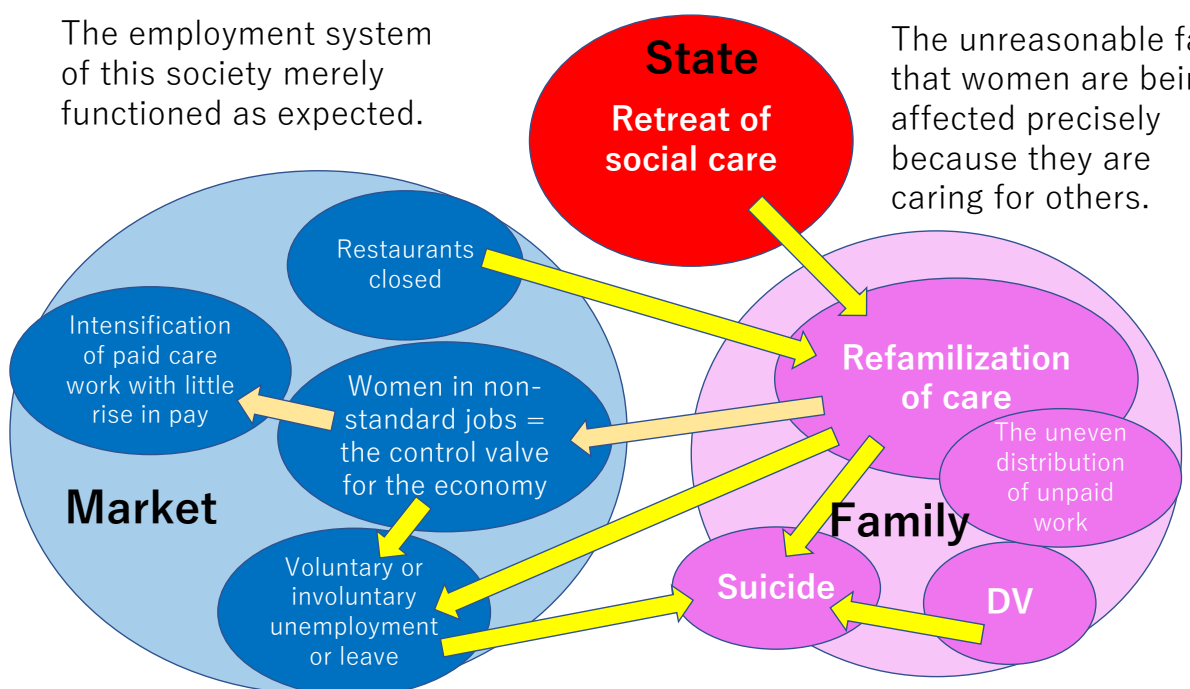 The employment system
of this society merely
functioned as expected.
State
Retreat of
social care
The unreasonable fa
that women are bein
affected precisely
because they are
caring for others.
Restaurants
closed
Intensification
of paid care
work with little
rise in pay
Women in non-
standard jobs =
the control valve
for the economy
Market
Voluntary or
involuntary
unemployment
or leave
Refamilization
of care
The uneven
distribution
of unpaid
work
Family
Suicide
DV